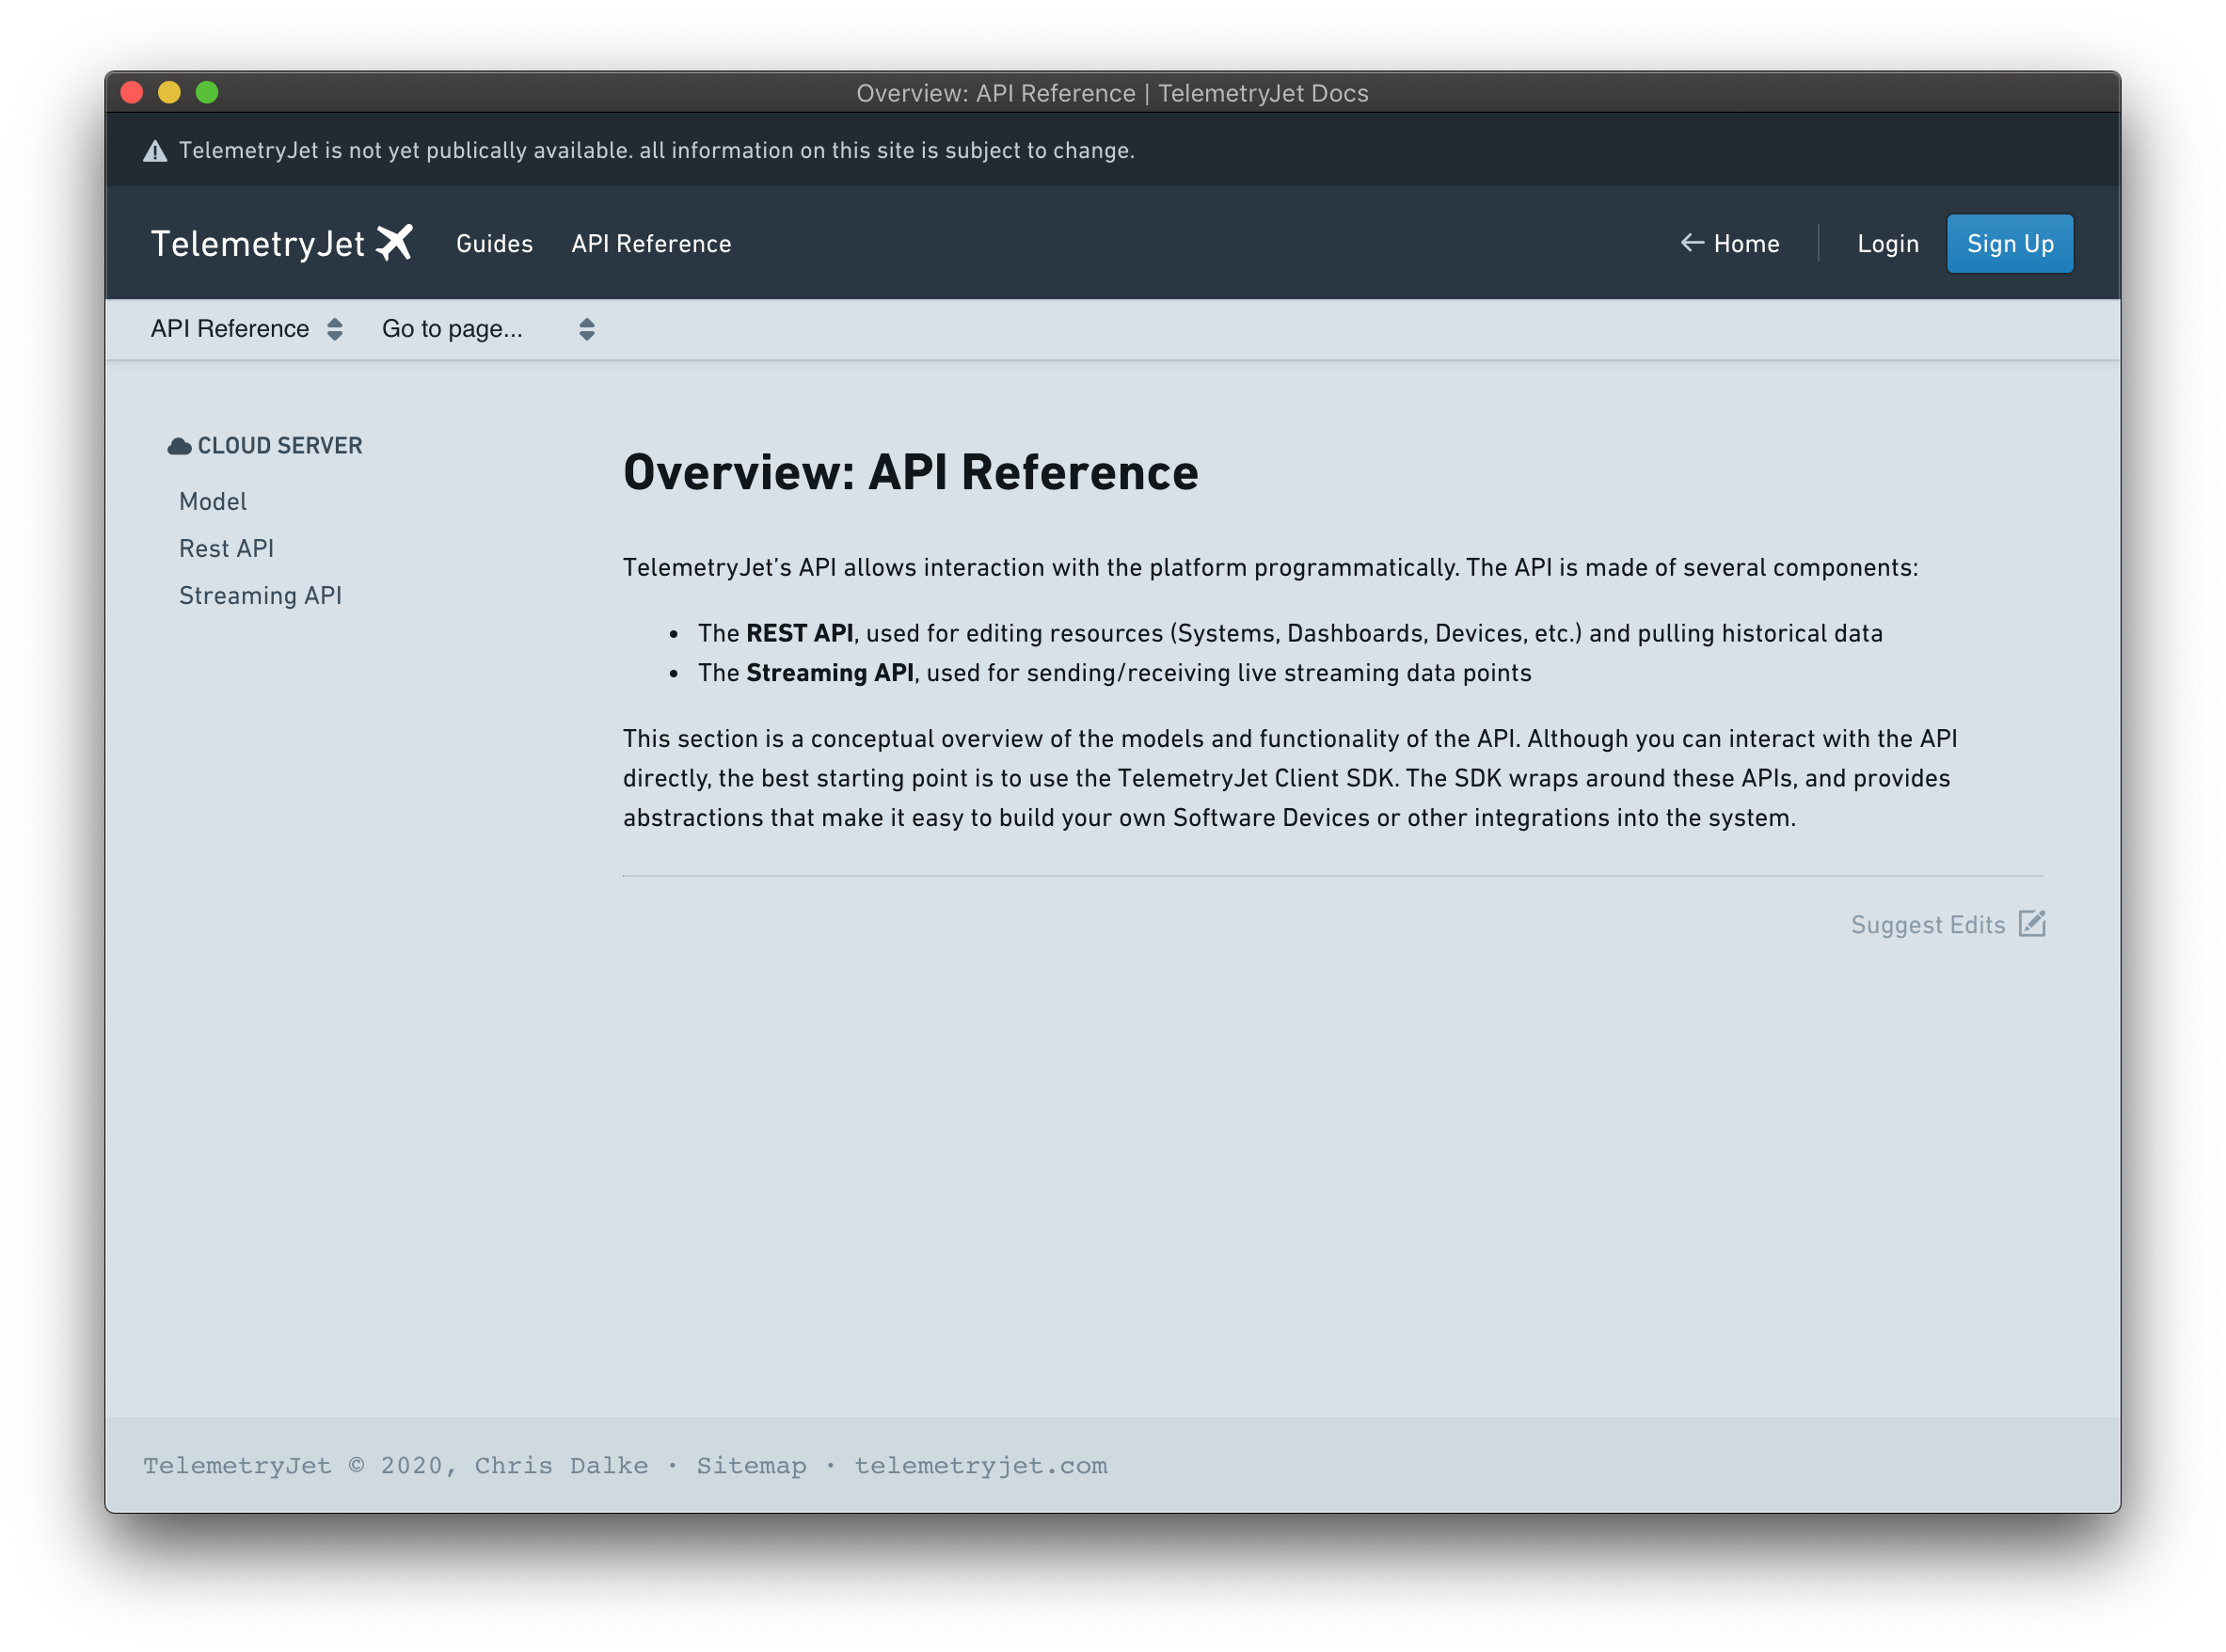 Overview: API Reference | TelemetryJet Docs
TelemetryJet is not yet publically available. all information on this site is subject to change.
TelemetryJet Guides API Reference Home Login Sign Up
API Reference Go to page...
CLOUD SERVER
Model
Rest API
Streaming API
Overview: API Reference
TelemetryJet’s API allows interaction with the platform programmatically. The API is made of several components:
• The REST API, used for editing resources (Systems, Dashboards, Devices, etc.) and pulling historical data
• The Streaming API, used for sending/receiving live streaming data points
This section is a conceptual overview of the models and functionality of the API. Although you can interact with the API
directly, the best starting point is to use the TelemetryJet Client SDK. The SDK wraps around these APIs, and provides
abstractions that make it easy to build your own Software Devices or other integrations into the system.
Suggest Edits
TelemetryJet © 2020, Chris Dalke · Sitemap · telemetryjet.com